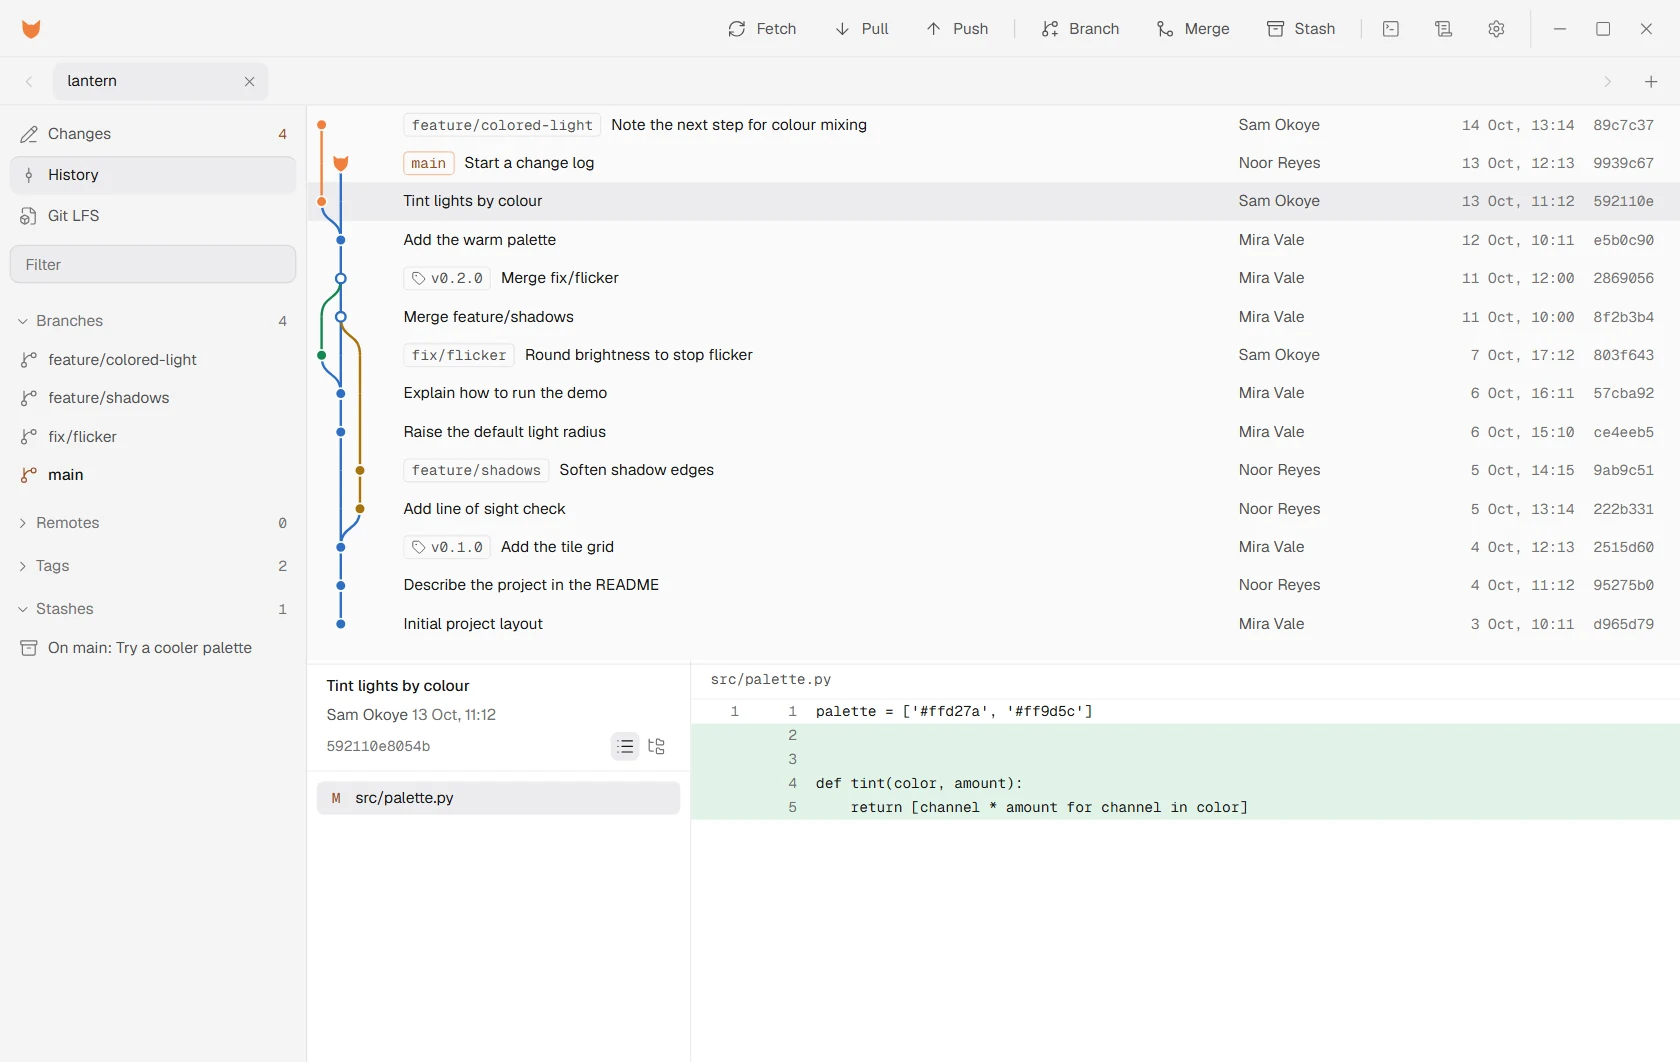 Fetch Pull Push Branch Merge Stash
lantern
Changes 4
History
Git LFS
Filter
Branches 4
feature/colored-light
feature/shadows
fix/flicker
main
Remotes 0
Tags 2
Stashes 1
On main: Try a cooler palette
feature/colored-light Note the next step for colour mixing Sam Okoye 14 Oct, 13:14 89c7c37
main Start a change log Noor Reyes 13 Oct, 12:13 9939c67
Tint lights by colour Sam Okoye 13 Oct, 11:12 592110e
Add the warm palette Mira Vale 12 Oct, 10:11 e5b0c90
v0.2.0 Merge fix/flicker Mira Vale 11 Oct, 12:00 2869056
Merge feature/shadows Mira Vale 11 Oct, 10:00 8f2b3b4
fix/flicker Round brightness to stop flicker Sam Okoye 7 Oct, 17:12 803f643
Explain how to run the demo Mira Vale 6 Oct, 16:11 57cba92
Raise the default light radius Mira Vale 6 Oct, 15:10 ce4eeb5
feature/shadows Soften shadow edges Noor Reyes 5 Oct, 14:15 9ab9c51
Add line of sight check Noor Reyes 5 Oct, 13:14 222b331
v0.1.0 Add the tile grid Mira Vale 4 Oct, 12:13 2515d60
Describe the project in the README Noor Reyes 4 Oct, 11:12 95275b0
Initial project layout Mira Vale 3 Oct, 10:11 d965d79
Tint lights by colour
Sam Okoye 13 Oct, 11:12
592110e8054b
M src/palette.py
src/palette.py
1 1 palette = ['#ffd27a', '#ff9d5c']
2
3
4 def tint(color, amount):
5 return [channel * amount for channel in color]